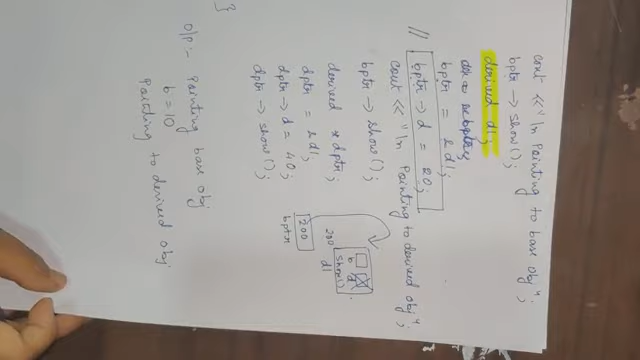 cout << "\n Pointing to base obj";
bptr -> show();
derived d1;
bptr = &d1;
// bptr -> d = 20;
cout << "\n Pointing to derived obj";
bptr -> show();
derived *dptr;
dptr = &d1;
dptr -> d = 40;
dptr -> show();
}
200
bptr
200
b d
show()
d1
O/P:- Pointing base obj
b = 10
Pointing to derived obj